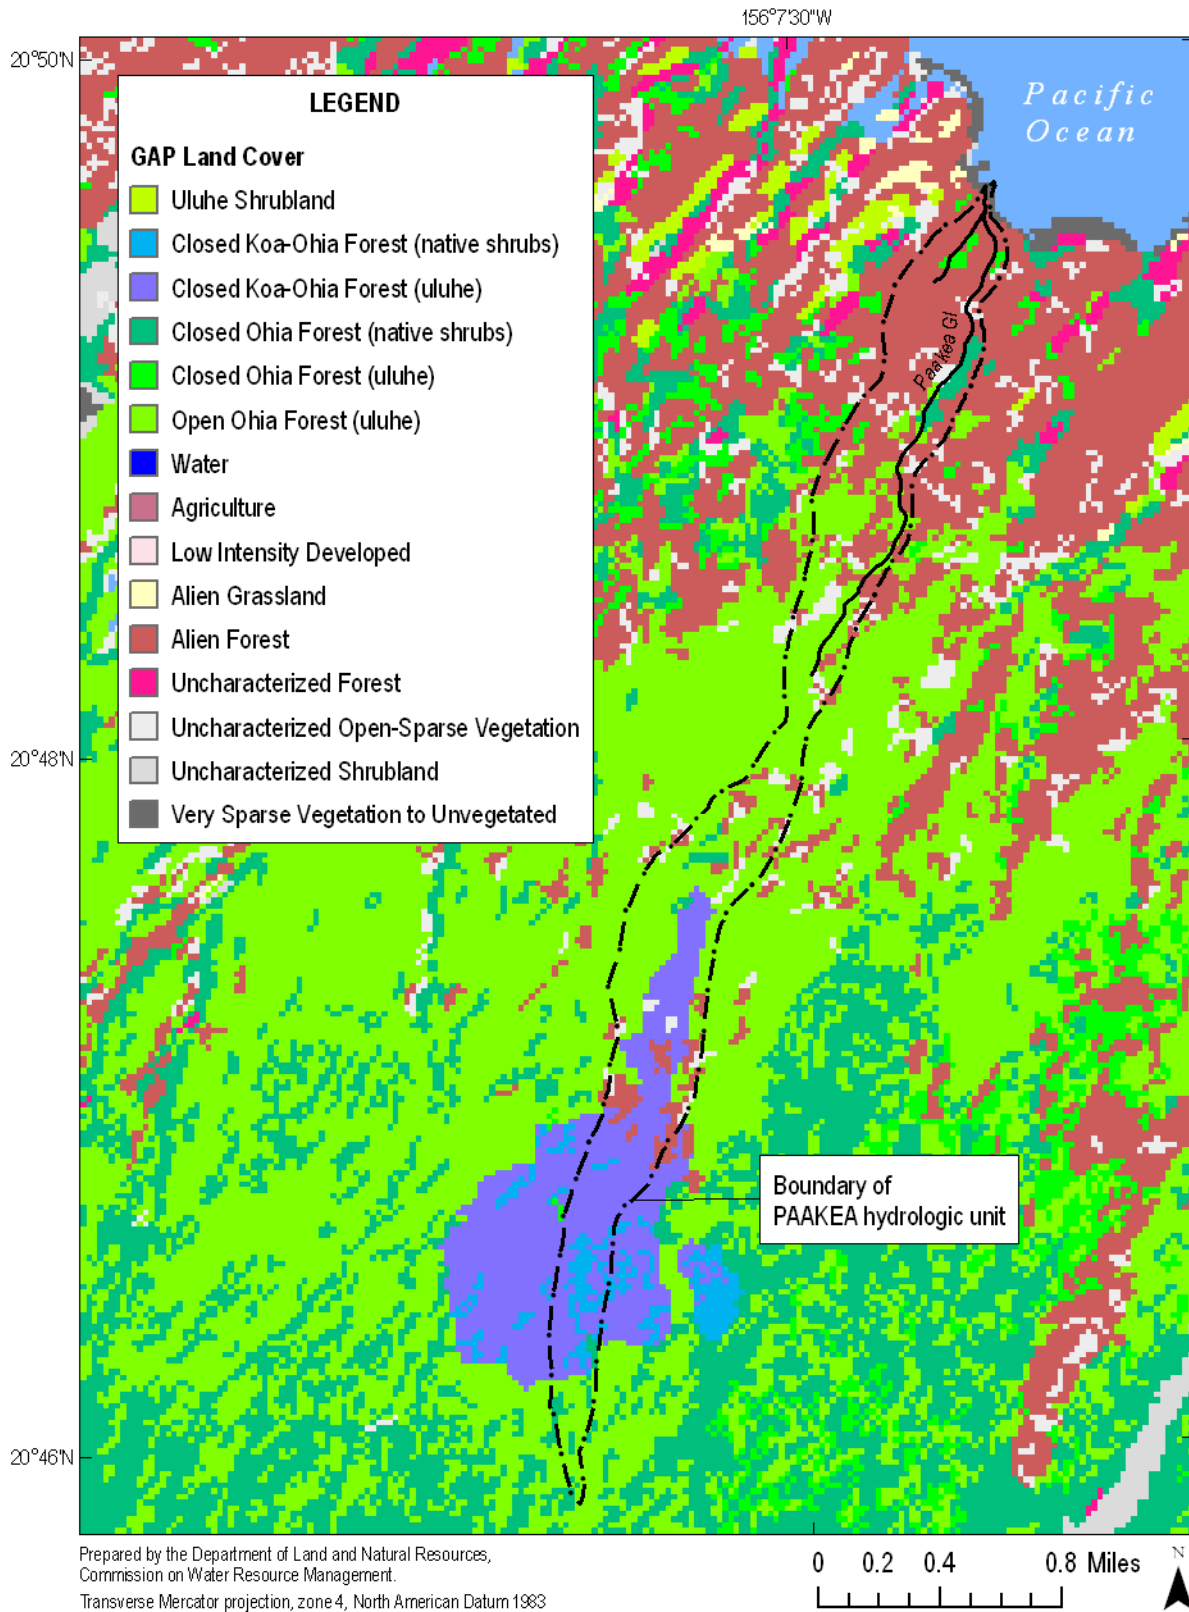 156°7'30"W
20°50'N
Pacific
Ocean
LEGEND
GAP Land Cover
Uluhe Shrubland
Closed Koa-Ohia Forest (native shrubs)
Closed Koa-Ohia Forest (uluhe)
Closed Ohia Forest (native shrubs)
Closed Ohia Forest (uluhe)
Open Ohia Forest (uluhe)
Water
Agriculture
Low Intensity Developed
Alien Grassland
Alien Forest
Uncharacterized Forest
Uncharacterized Open-Sparse Vegetation
Uncharacterized Shrubland
Very Sparse Vegetation to Unvegetated
Paakea Gl
20°48'N
Boundary of
PAAKEA hydrologic unit
20°46'N
Prepared by the Department of Land and Natural Resources,
Commission on Water Resource Management.
Transverse Mercator projection, zone 4, North American Datum 1983
0 0.2 0.4 0.8 Miles
N